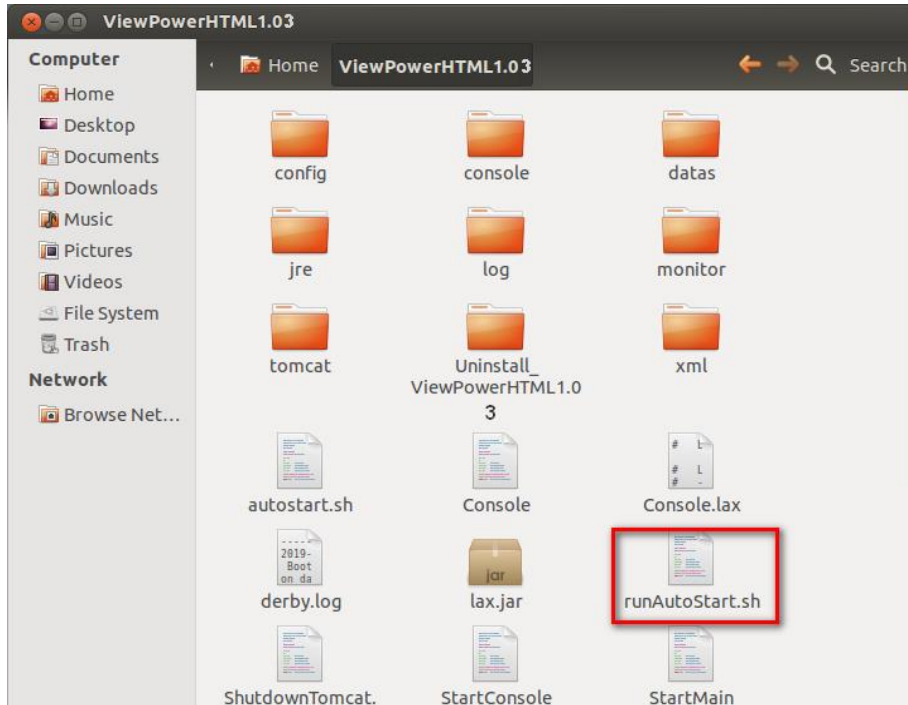 ViewPowerHTML1.03
Computer
Home
Desktop
Documents
Downloads
Music
Pictures
Videos
File System
Trash
Network
Browse Net...
Home ViewPowerHTML1.03 Search
config console datas
jre log monitor
tomcat Uninstall_ xml
ViewPowerHTML1.0
3
# L
# L
# -
autostart.sh Console Console.lax
2019-
Boot
on da
jar
derby.log lax.jar runAutoStart.sh
ShutdownTomcat. StartConsole StartMain